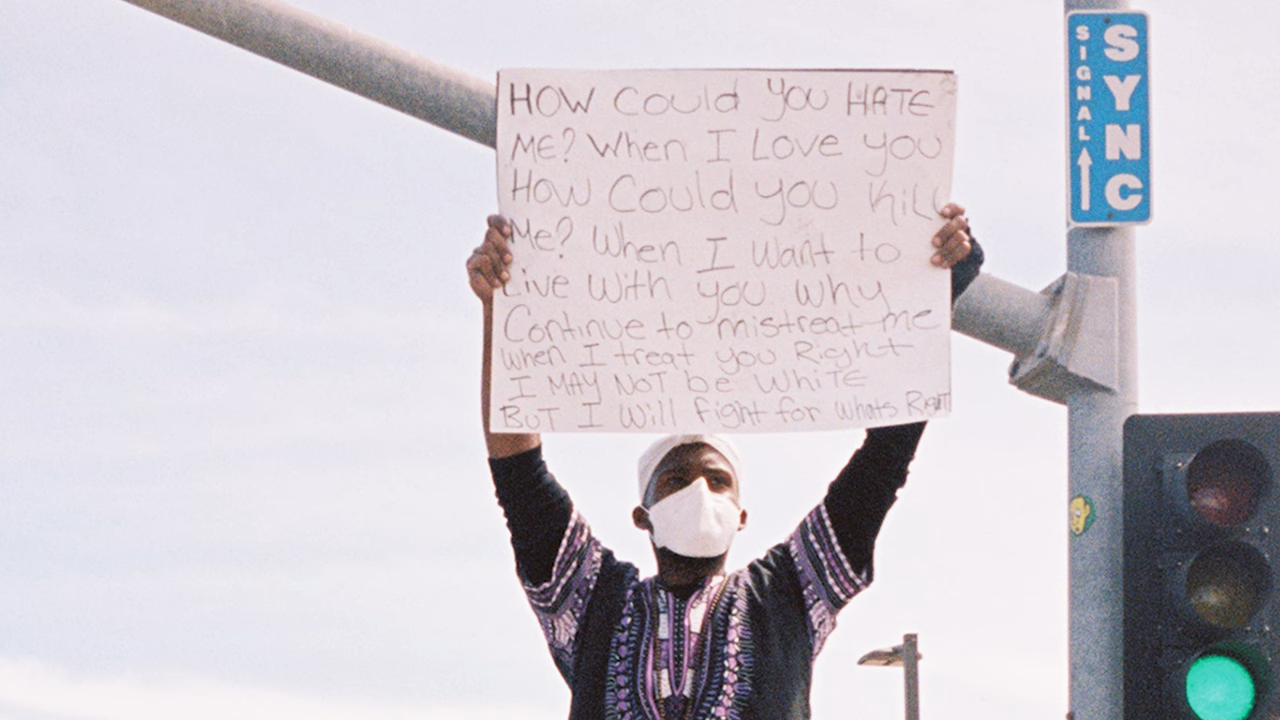 HOW Could You HATE
ME? When I Love you
HOW Could you Kill
Me? When I Want to
Live With you Why
Continue to mistreat me
when I treat you Right
I MAY NOT be WhiTE
BUT I Will Fight for whats Right
SIGNAL
SYNC